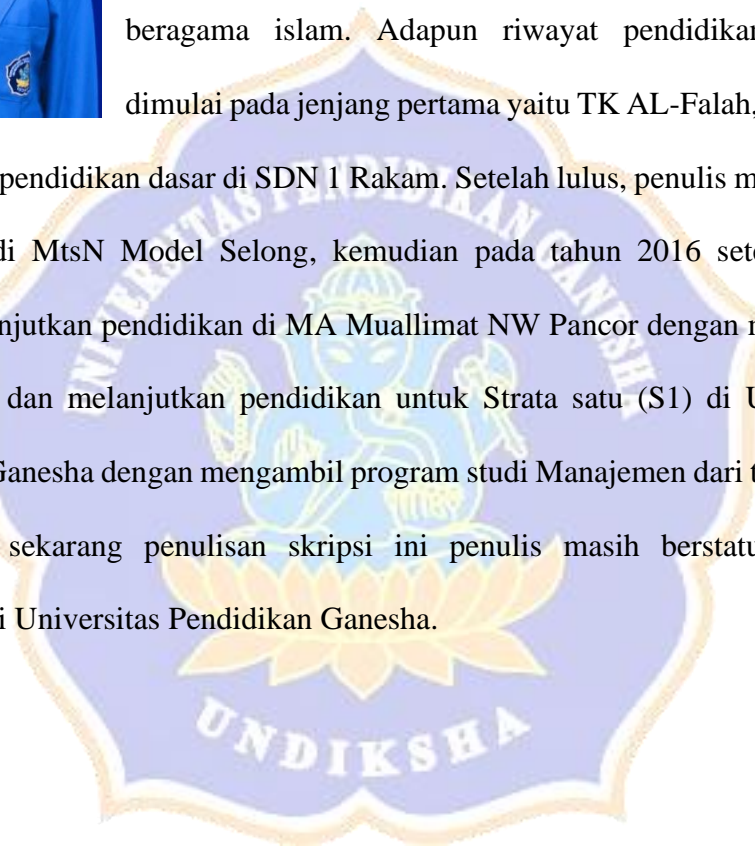 beragama islam. Adapun riwayat pendidikan
dimulai pada jenjang pertama yaitu TK AL-Falah,
pendidikan dasar di SDN 1 Rakam. Setelah lulus, penulis
di MtsN Model Selong, kemudian pada tahun 2016
pendidikan di MA Muallimat NW Pancor dengan
dan melanjutkan pendidikan untuk Strata satu (S1) di
Ganesha dengan mengambil program studi Manajemen dari
sekarang penulisan skripsi ini penulis masih
Universitas Pendidikan Ganesha.
UNIVERSITAS PENDIDIKAN GANESHA
UNDIKSHA